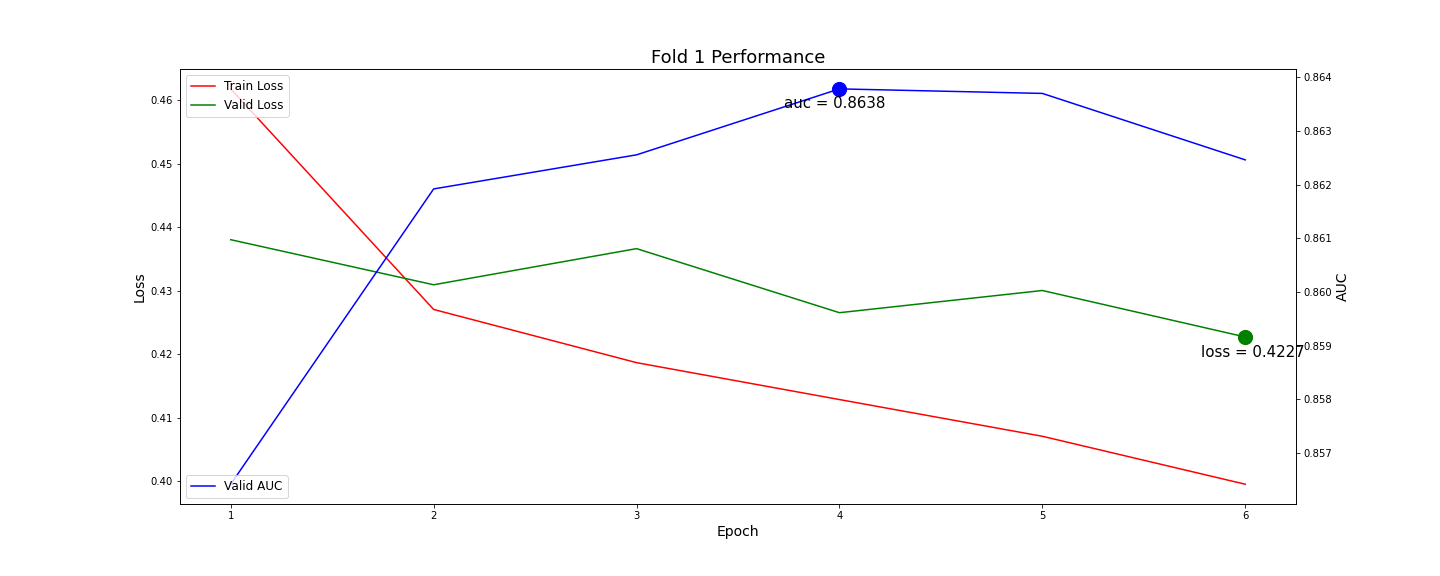 Fold 1 Performance
Train Loss
Valid Loss
Valid AUC
auc = 0.8638
loss = 0.4227
Loss
0.46
0.45
0.44
0.43
0.42
0.41
0.40
AUC
0.864
0.863
0.862
0.861
0.860
0.859
0.858
0.857
1 2 3 4 5 6
Epoch